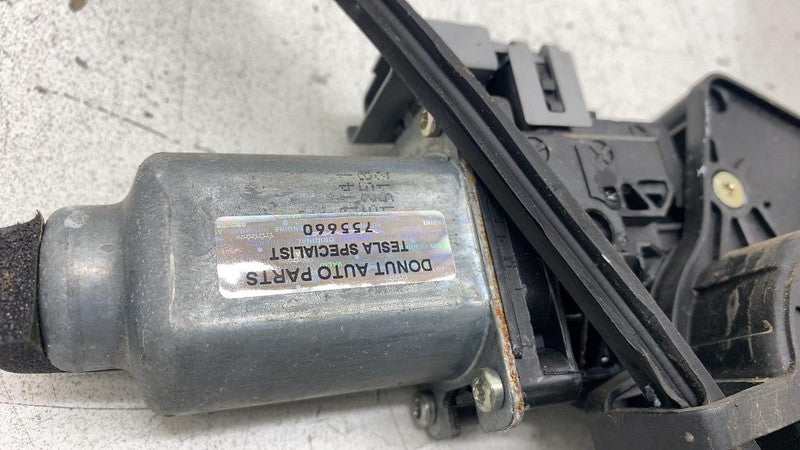 DONUT AUTO PARTS
TESLA SPECIALIST
755660